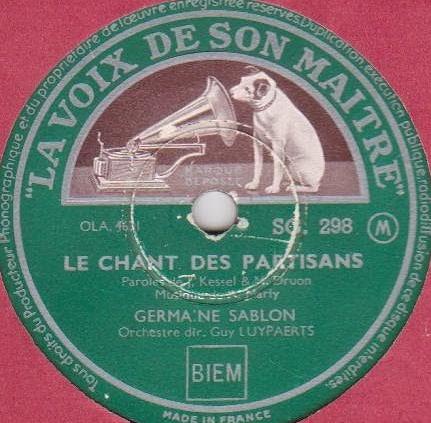 Tous droits du Producteur Phonographique et du propriétaire de l'œuvre enregistrée réservés. Duplication, exécution publique, radiodiffusion de ce disque interdites.
"LA VOIX DE SON MAITRE"
MARQUE
DÉPOSÉE
OLA.
SG. 298 M
LE CHANT DES PARTISANS
Paroles de J. Kessel & M. Druon
Musique de Marly
GERMAINE SABLON
Orchestre dir. Guy LUYPAERTS
BIEM
MADE IN FRANCE